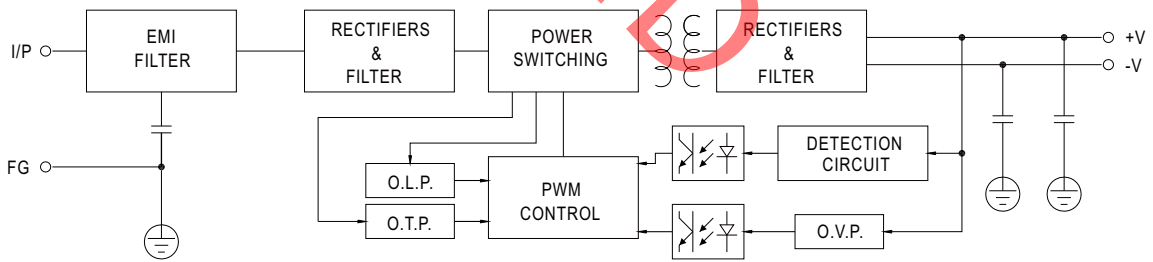 I/P
EMI
FILTER
RECTIFIERS
&
FILTER
POWER
SWITCHING
RECTIFIERS
&
FILTER
+V
-V
FG
O.L.P.
O.T.P.
PWM
CONTROL
DETECTION
CIRCUIT
O.V.P.